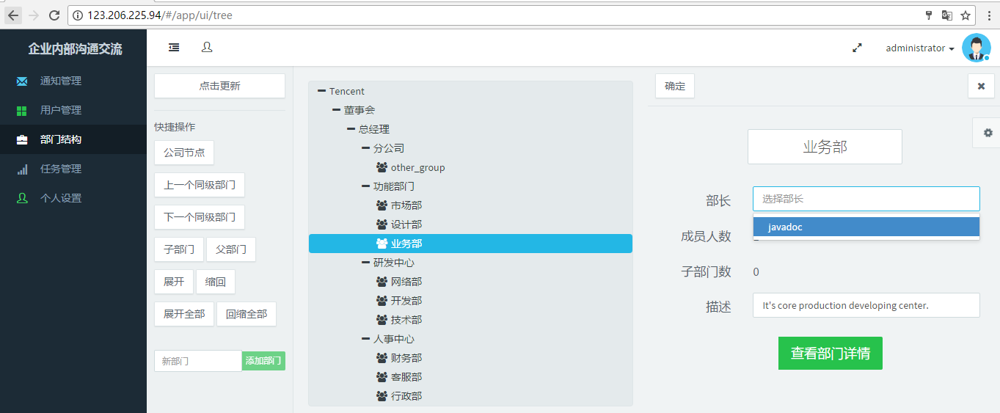 123.206.225.94/#/app/ui/tree
企业内部沟通交流
通知管理
用户管理
部门结构
任务管理
个人设置
administrator
点击更新
快捷操作
公司节点
上一个同级部门
下一个同级部门
子部门 父部门
展开 缩回
展开全部 回缩全部
新部门 添加部门
Tencent
董事会
总经理
分公司
other_group
功能部门
市场部
设计部
业务部
研发中心
网络部
开发部
技术部
人事中心
财务部
客服部
行政部
确定
业务部
部长 选择部长
javadoc
成员人数
子部门数 0
描述 It's core production developing center.
查看部门详情